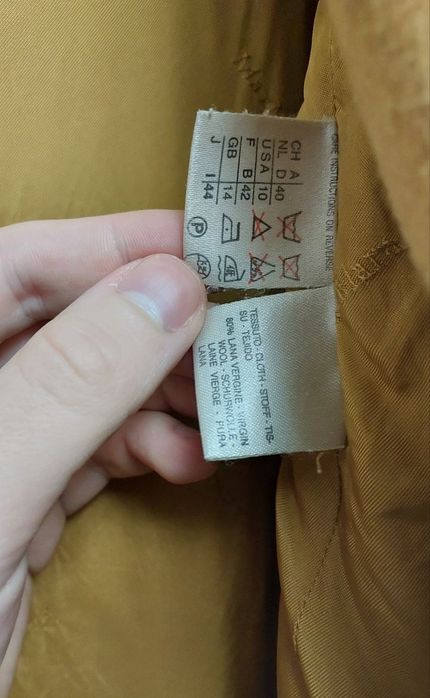 CARE INSTRUCTIONS ON REVERSE
CH A
NL D 40
USA 10
F B 42
GB 14
J I 44
P
TESSUTO - CLOTH - STOFF - TIS-
SU - TEJIDO
80% LANA VERGINE - VIRGIN
WOOL - SCHURWOLLE -
LAINE VIERGE - PURA
LANA